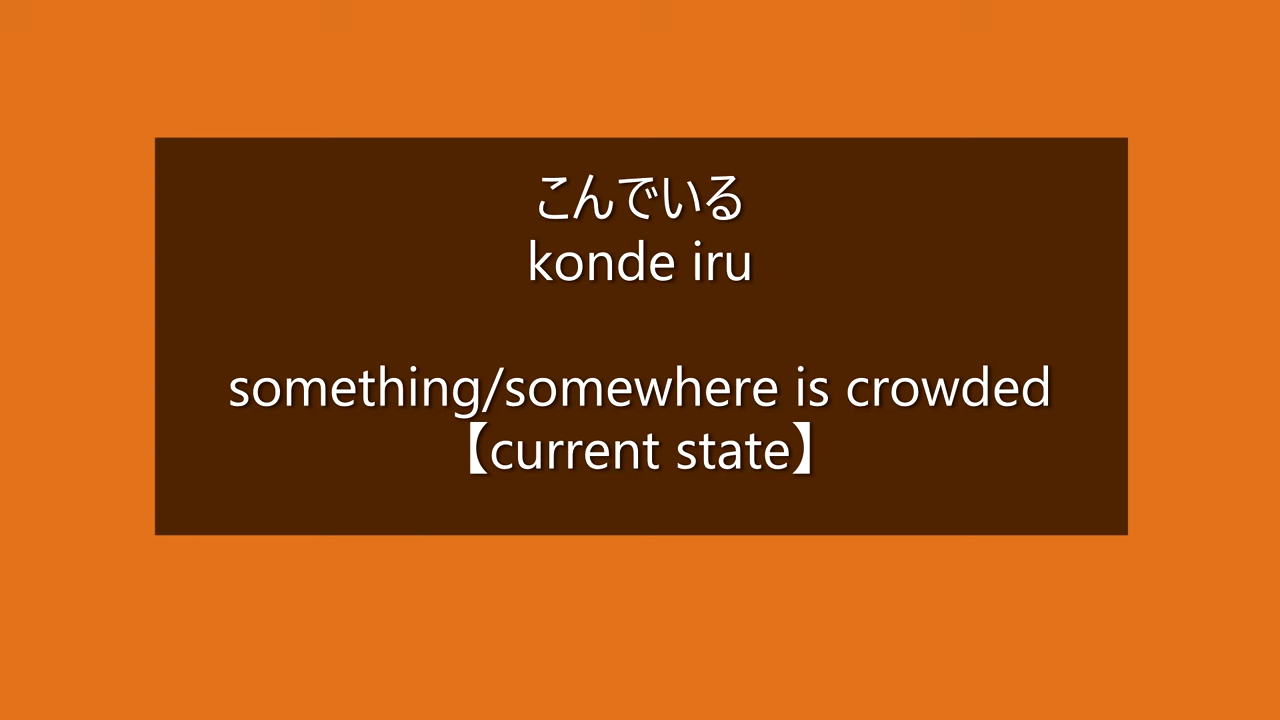 こんでいる
konde iru
something/somewhere is crowded
【current state】